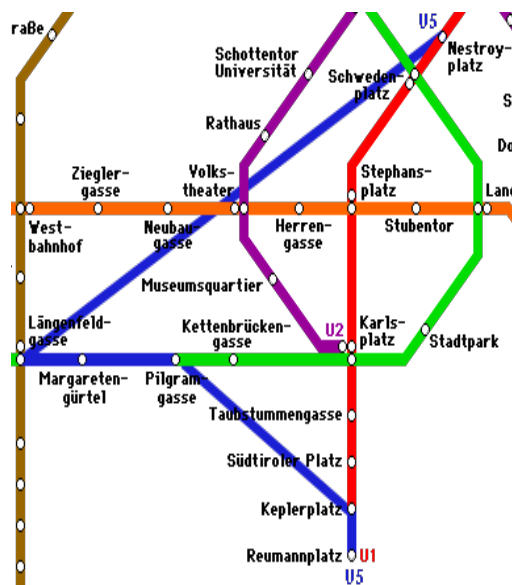 raße
U5
Nestroy-
platz
Schottentor
Universität
Schweden-
platz
S
Rathaus
Do
Ziegler-
gasse
Volks-
theater
Stephans-
platz
West-
bahnhof
Neubau-
gasse
Herren-
gasse
Stubentor
Land
Museumsquartier
Längenfeld-
gasse
Kettenbrücken-
gasse
U2
Karls-
platz
Stadtpark
Margareten-
gürtel
Pilgram-
gasse
Taubstummengasse
Südtiroler Platz
Keplerplatz
Reumannplatz
U1
U5